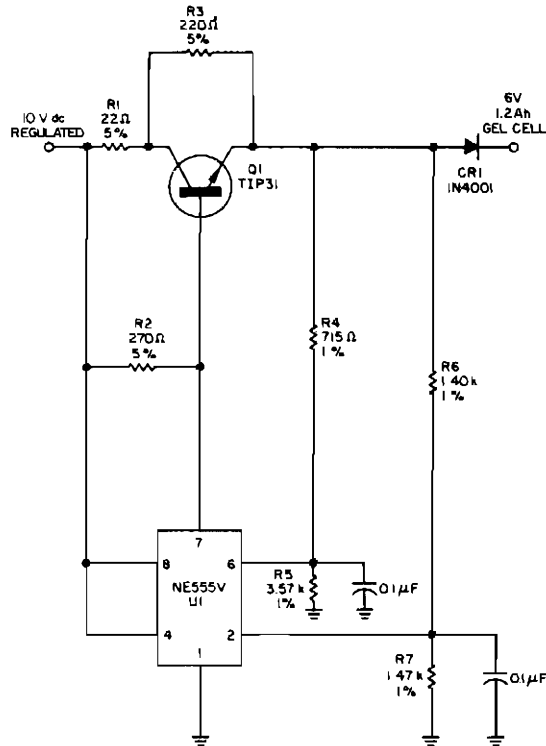 R3
220Ω
5%
10 V dc
REGULATED
R1
22Ω
5%
Q1
TIP31
6V
1.2Ah
GEL CELL
CR1
1N4001
R2
270Ω
5%
R4
715Ω
1%
R6
1.40k
1%
7
8
6
NE555V
U1
4
2
1
R5
3.57k
1%
0.1μF
R7
1.47k
1%
0.1μF